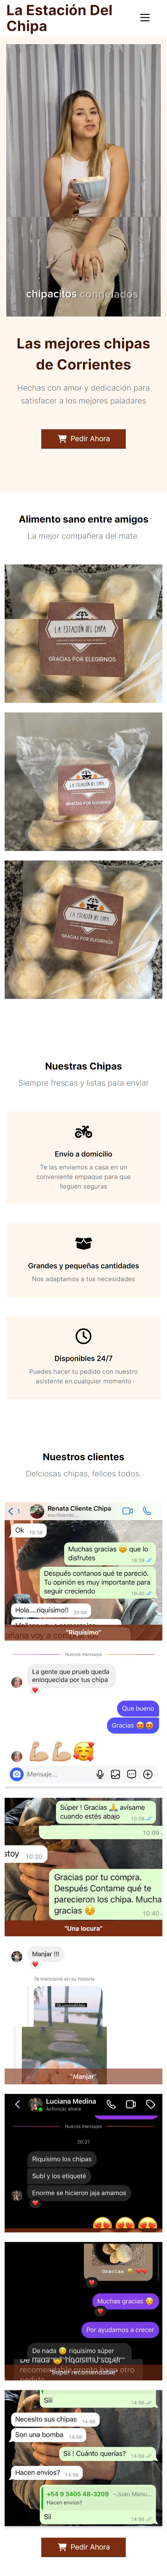 La Estación Del
Chipa
chipacitos congelados
Las mejores chipas
de Corrientes
Hechas con amor y dedicación para
satisfacer a los mejores paladares
Pedir Ahora
Alimento sano entre amigos
La mejor compañera del mate.
LA ESTACIÓN DEL CHIPA
GRACIAS POR ELEGIRNOS
LA ESTACIÓN DEL CHIPA
GRACIAS POR ELEGIRNOS
LA ESTACIÓN DEL CHIPA
GRACIAS POR ELEGIRNOS
Nuestras Chipas
Siempre frescas y listas para enviar
Envío a domicilio
Te las enviamos a casa en un
conveniente empaque para que
lleguen seguras
Grandes y pequeñas cantidades
Nos adaptamos a tus necesidades
Disponibles 24/7
Puedes hacer tu pedido con nuestro
asistente en cualquier momento
Nuestros clientes
Deliciosas chipas, felices todos.
1
Renata Cliente Chipa
escribiendo...
Ok 19:38
Muchas gracias 😊 que lo
disfrutes 19:39
Después contanos qué te pareció.
Tu opinión es muy importante para
seguir creciendo 19:40
Hola....riquísimo!! 20:04
"Riquísimo"
Nuevos mensajes
La gente que prueb queda
enloquecida por tus chipa
❤️
Que bueno
Gracias 😍😍
💪🏼💪🏼🥰
Mensaje...
Súper ! Gracias 🙏 avísame
cuando estés abajo 10:09
10:09
stoy 10:20
Gracias por tu compra.
Después Contame qué te
parecieron los chipas. Mucha
gracias 😊 10:40
"Una locura"
Manjar !!!
❤️
Te mencionó en su historia
"Manjar"
Luciana Medina
Activo(a) ahora
Nuevos mensajes
20:21
Riquísimo los chipas
Subí y los etiqueté
Enorme se hicieron jaja amamos
❤️
😍😍😍
Gracias
Muchas gracias 😊
❤️
Por ayudarnos a crecer
De nada 😊 riquísimo súper
"Súper recomendable"
Siii 14:56
Necesito sus chipas 14:56
Son una bomba 14:56
Sii ! Cuánto querías? 14:56
Hacen envíos? 14:56
+54 9 3405 48-3209 ~Juan Manu...
Hacen envíos?
Sii 14:56
Pedir Ahora